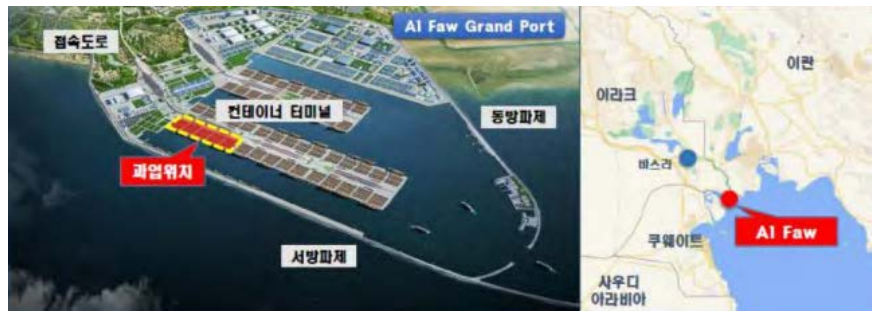 Al Faw Grand Port
접속도로
컨테이너 터미널
동방파제
과업위치
서방파제
이란
이라크
바스라
Al Faw
쿠웨이트
사우디
아라비아